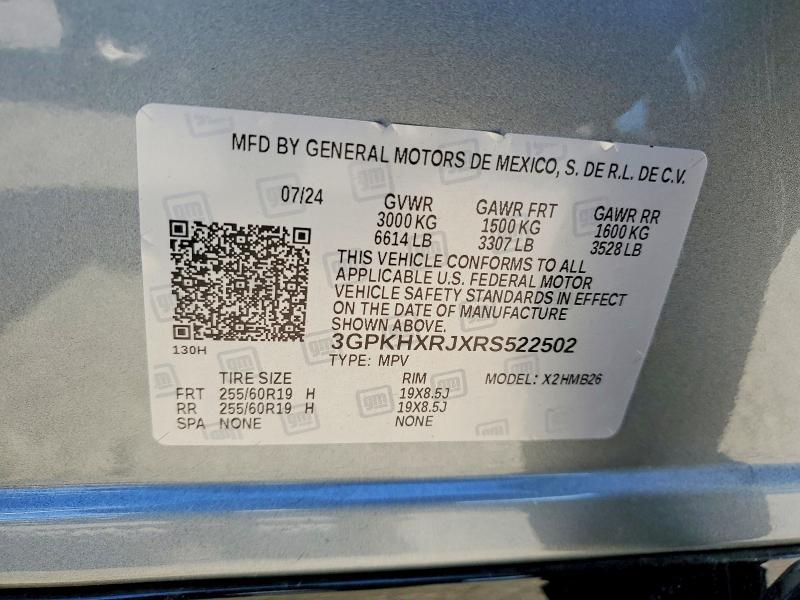 MFD BY GENERAL MOTORS DE MEXICO, S. DE R.L. DE C.V.
07/24 GVWR GAWR FRT GAWR RR
3000 KG 1500 KG 1600 KG
6614 LB 3307 LB 3528 LB
THIS VEHICLE CONFORMS TO ALL
APPLICABLE U.S. FEDERAL MOTOR
VEHICLE SAFETY STANDARDS IN EFFECT
ON THE DATE OF MANUFACTURE
SHOWN ABOVE.
130H
3GPKHXRJXRS522502
TYPE: MPV
TIRE SIZE RIM MODEL: X2HMB26
FRT 255/60R19 H 19X8.5J
RR 255/60R19 H 19X8.5J
SPA NONE NONE